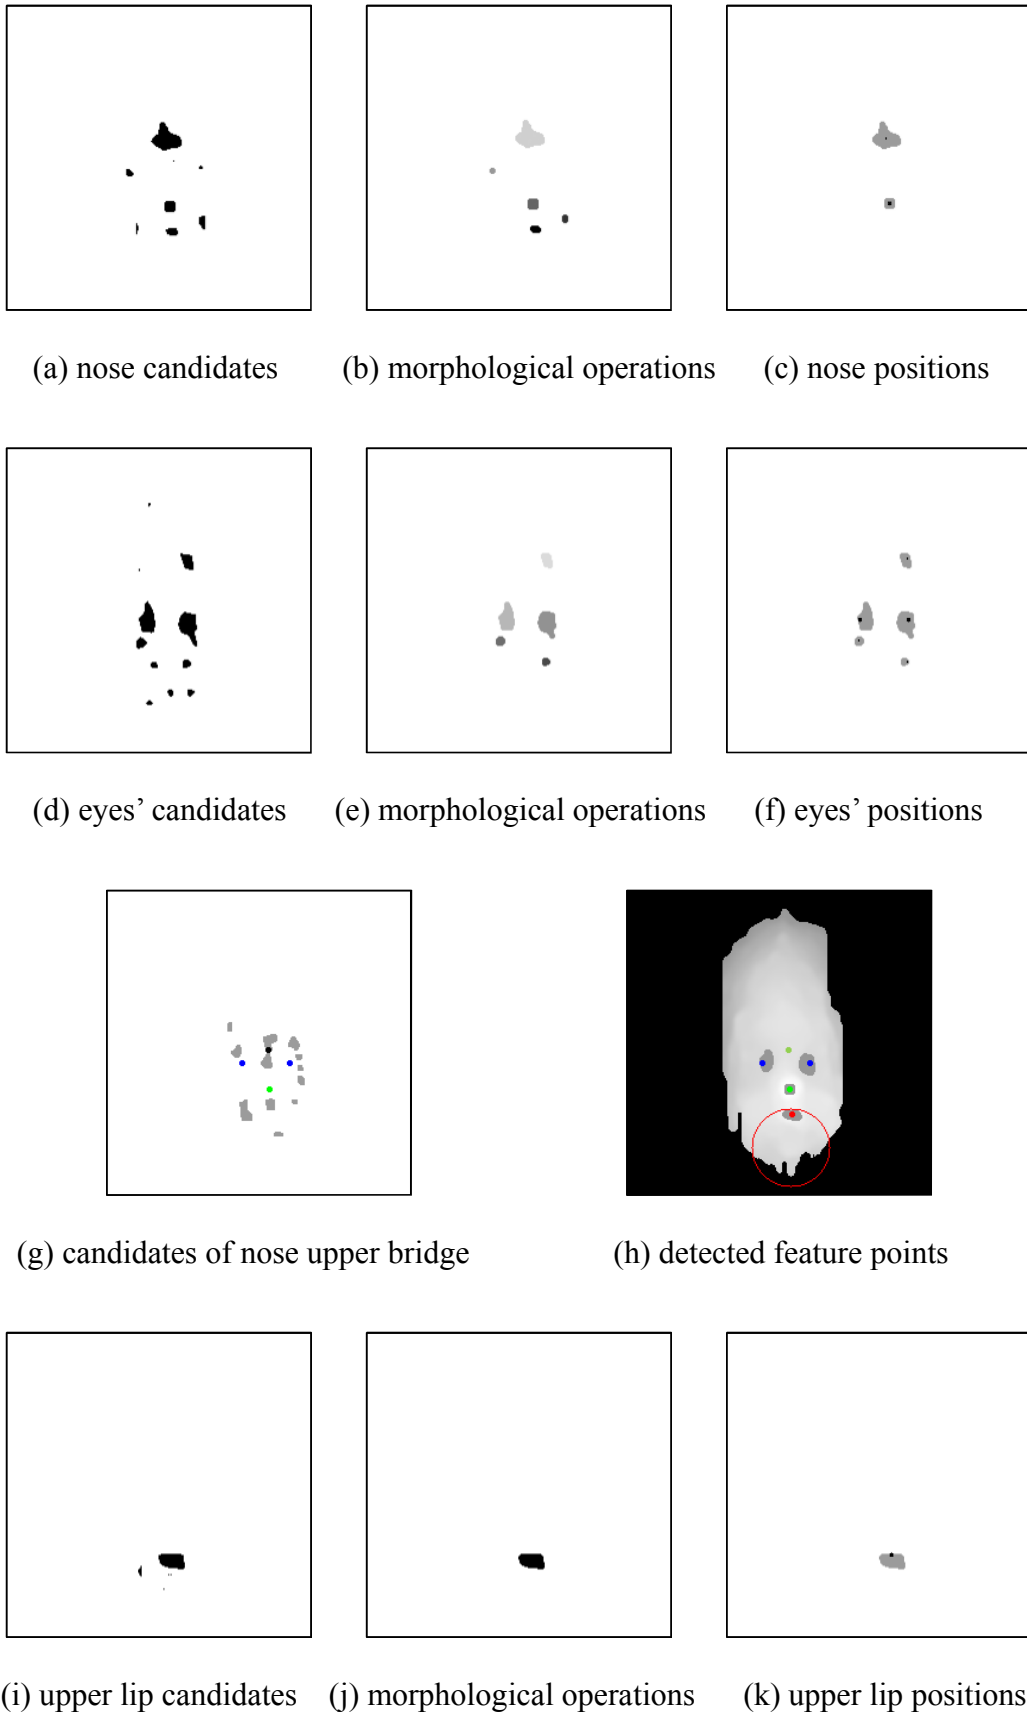 (a) nose candidates
(b) morphological operations
(c) nose positions
(d) eyes’ candidates
(e) morphological operations
(f) eyes’ positions
(g) candidates of nose upper bridge
(h) detected feature points
(i) upper lip candidates
(j) morphological operations
(k) upper lip positions